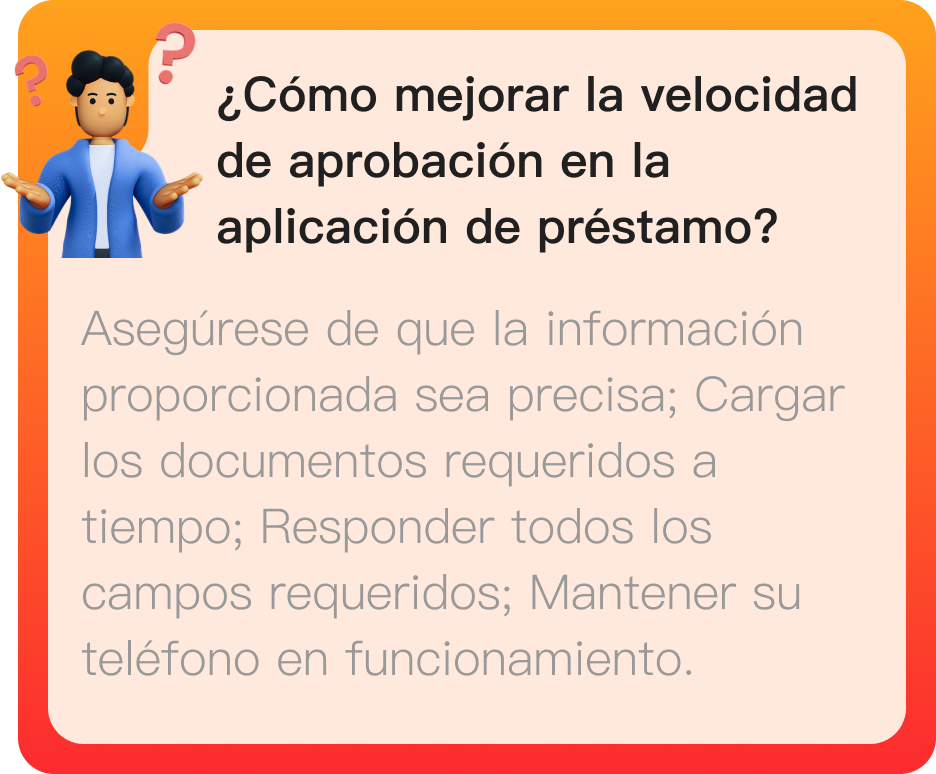 ¿Cómo mejorar la velocidad
de aprobación en la
aplicación de préstamo?
Asegúrese de que la información
proporcionada sea precisa; Cargar
los documentos requeridos a
tiempo; Responder todos los
campos requeridos; Mantener su
teléfono en funcionamiento.